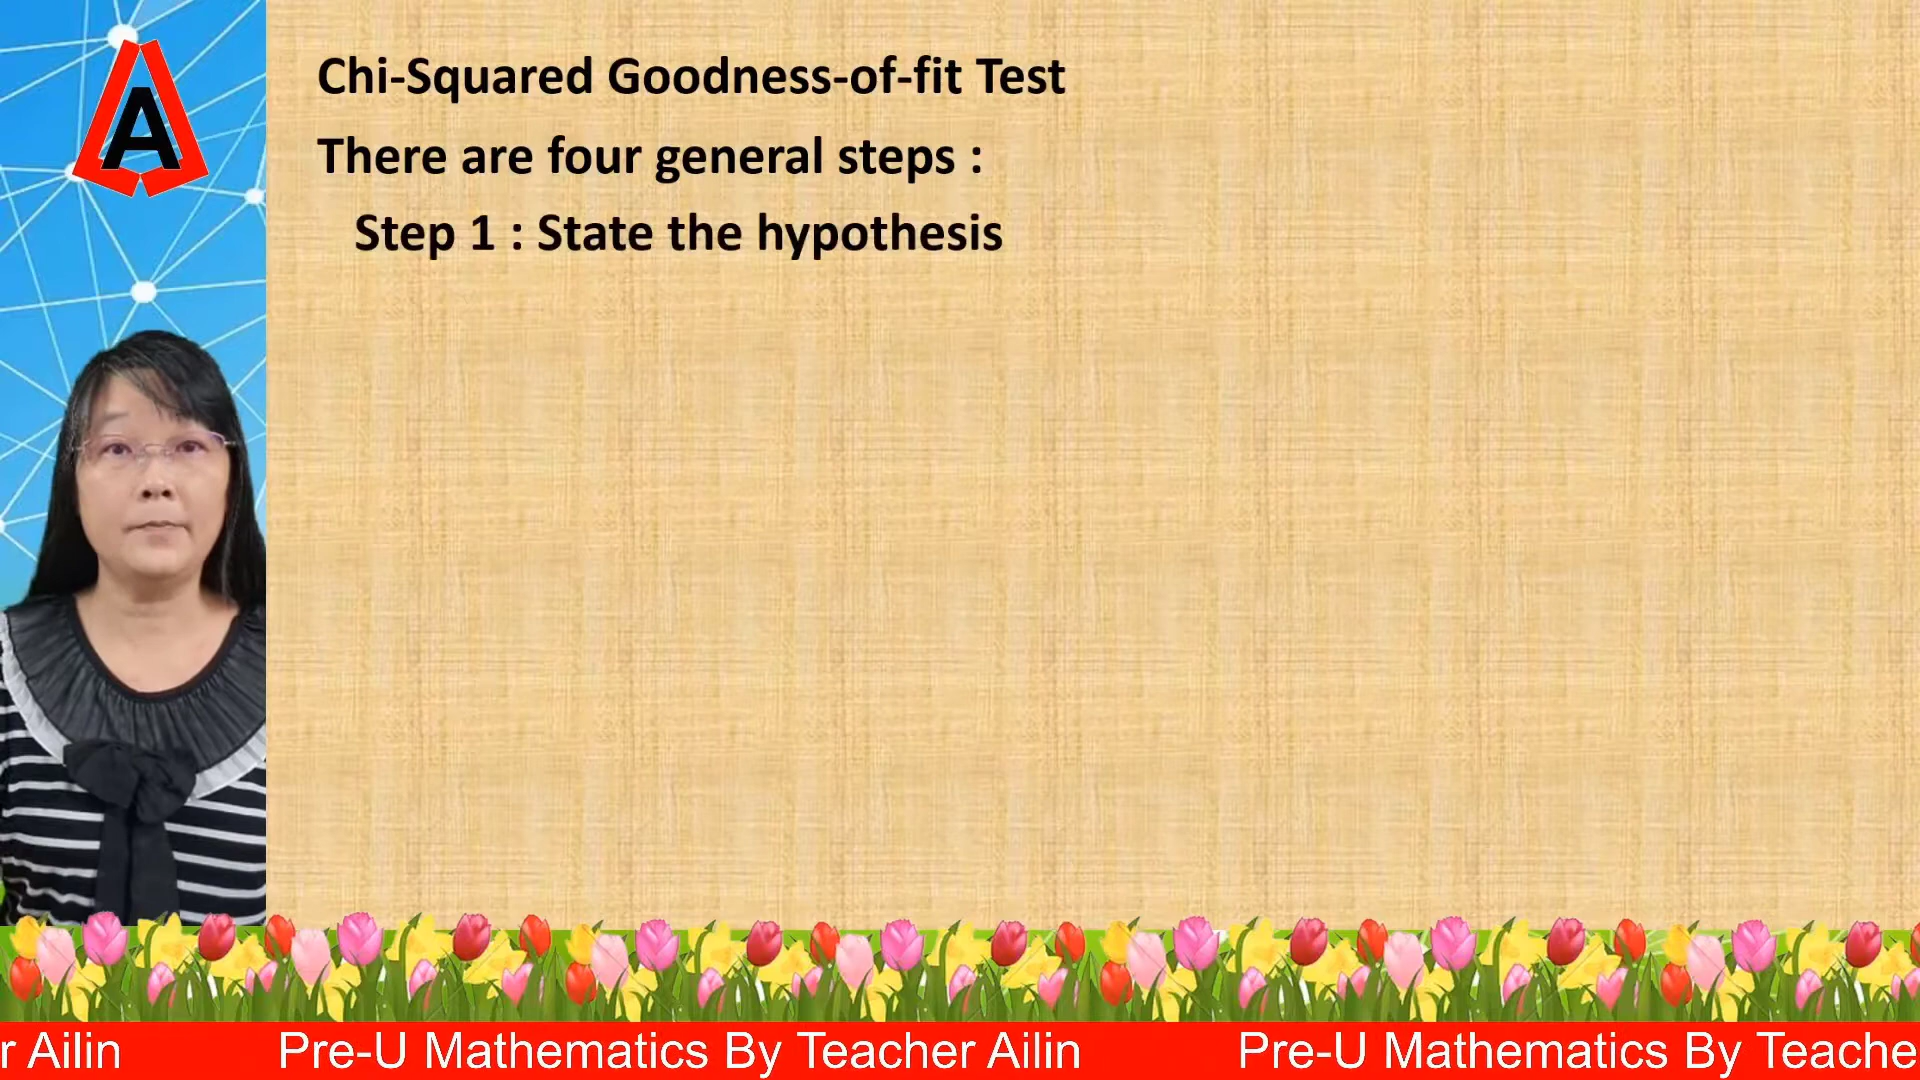 A
Chi-Squared Goodness-of-fit Test
There are four general steps :
Step 1 : State the hypothesis
r Ailin Pre-U Mathematics By Teacher Ailin Pre-U Mathematics By Teache